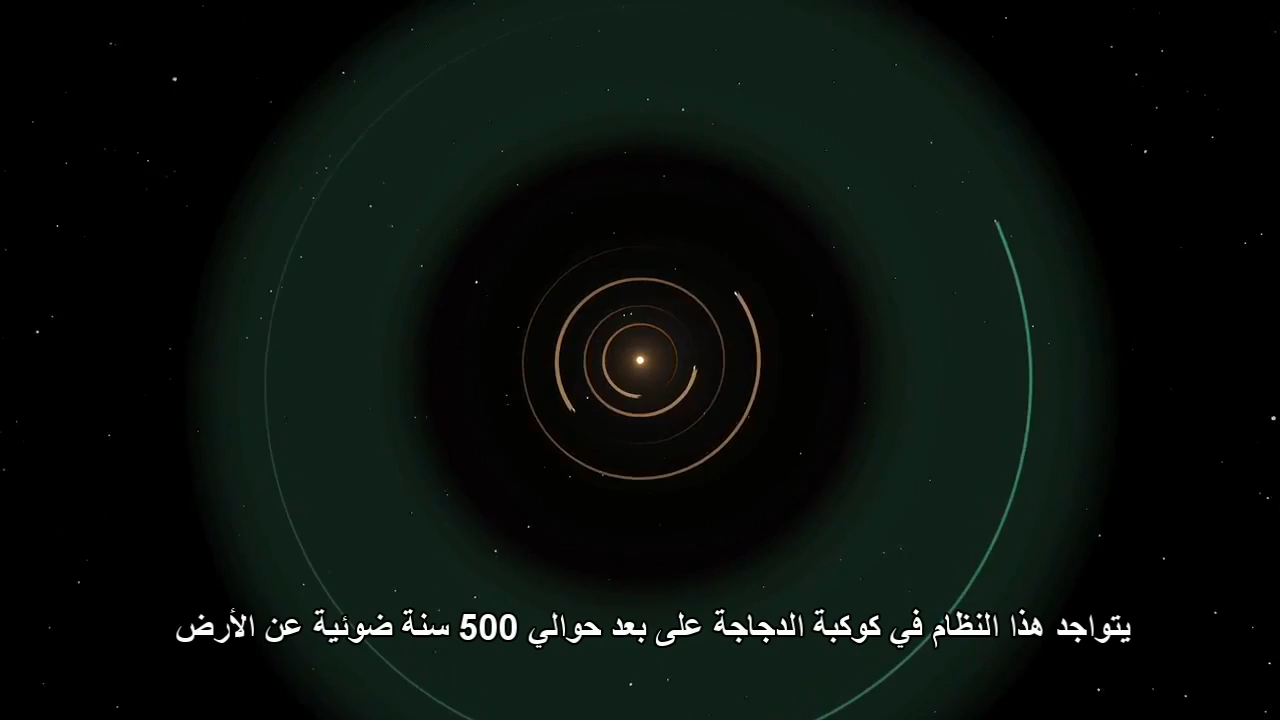 يتواجد هذا النظام في كوكبة الدجاجة على بعد حوالي 500 سنة ضوئية عن الأرض